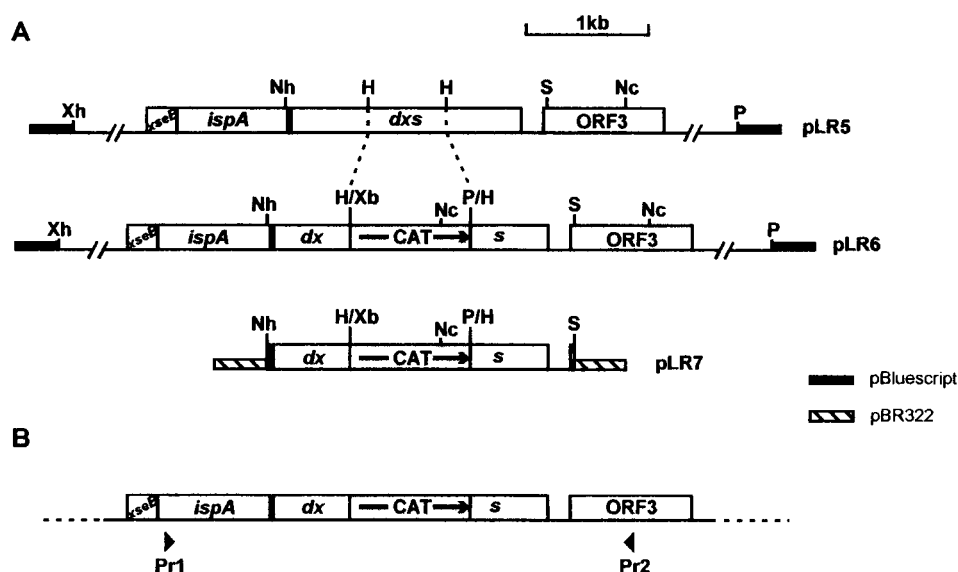 A
1kb
Nh H H S Nc
Xh xseB ispA dxs ORF3 P pLR5
H/Xb P/H
Nh Nc S Nc
Xh xseB ispA dx CAT s ORF3 P pLR6
H/Xb P/H
Nh Nc S
dx CAT s pLR7
pBluescript
pBR322
B
xseB ispA dx CAT s ORF3
Pr1 Pr2